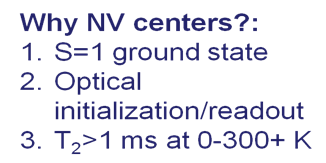 Why NV centers?:
1. S=1 ground state
2. Optical
initialization/readout
3. T₂>1 ms at 0-300+ K